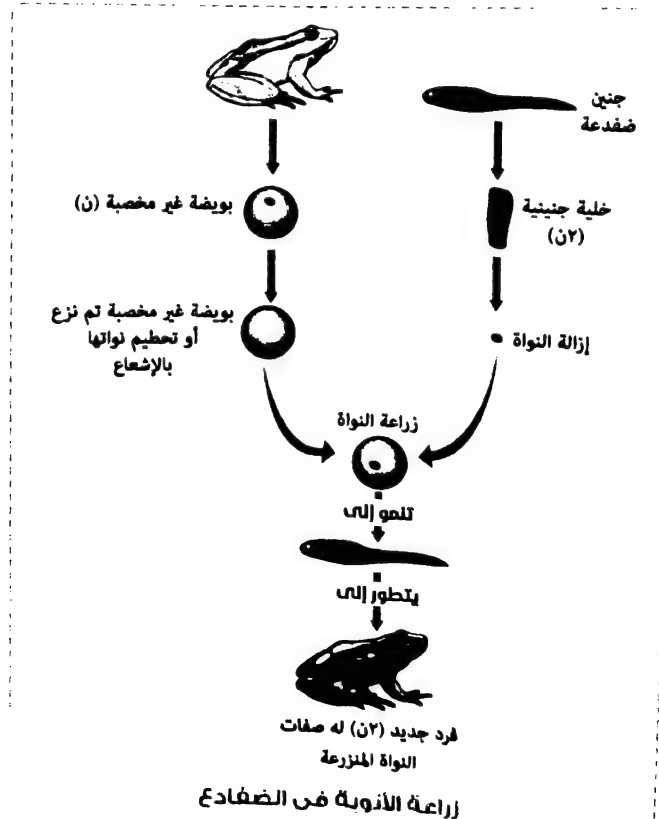 جنين
ضفدعة
بويضة غير مخصبة (ن)
خلية جنينية
(٢ن)
بويضة غير مخصبة تم نزع
أو تحطيم نواتها
بالإشعاع
إزالة النواة
زراعة النواة
تنمو إلى
يتطور إلى
فرد جديد (٢ن) له صفات
النواة المنزرعة
زراعة الأنوية فى الضفادع